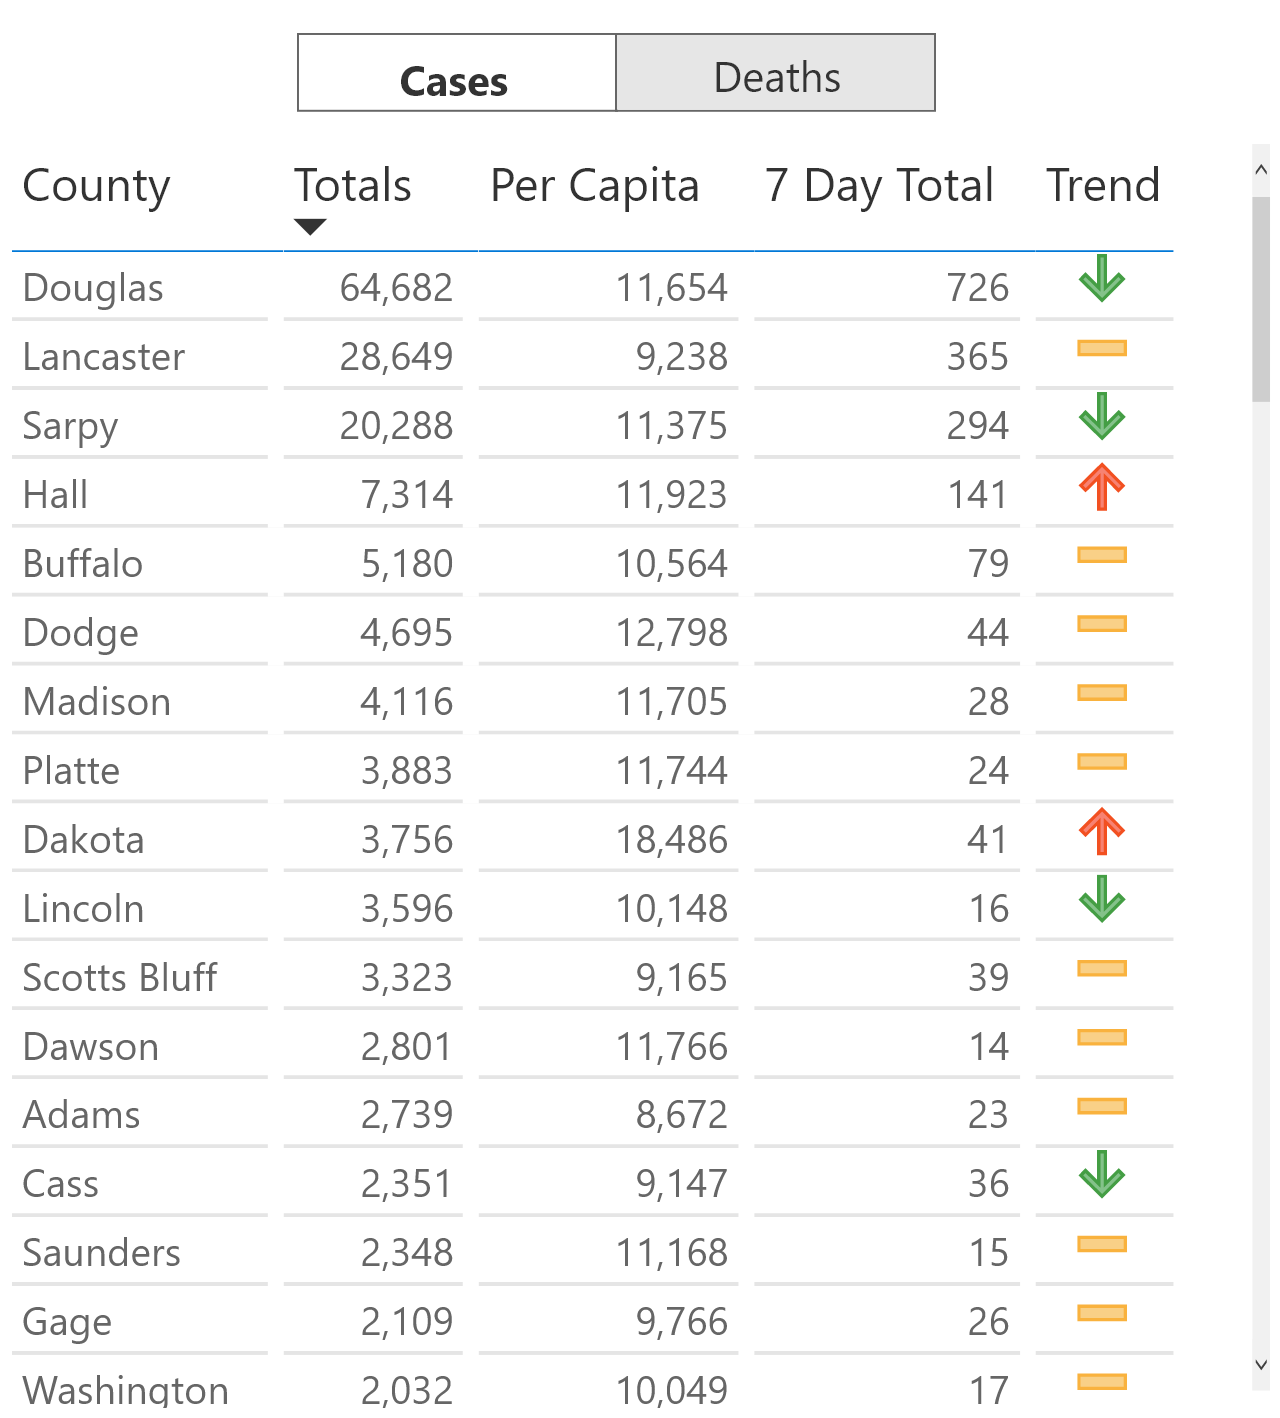 Cases Deaths
County Totals Per Capita 7 Day Total Trend
Douglas 64,682 11,654 726
Lancaster 28,649 9,238 365
Sarpy 20,288 11,375 294
Hall 7,314 11,923 141
Buffalo 5,180 10,564 79
Dodge 4,695 12,798 44
Madison 4,116 11,705 28
Platte 3,883 11,744 24
Dakota 3,756 18,486 41
Lincoln 3,596 10,148 16
Scotts Bluff 3,323 9,165 39
Dawson 2,801 11,766 14
Adams 2,739 8,672 23
Cass 2,351 9,147 36
Saunders 2,348 11,168 15
Gage 2,109 9,766 26
Washington 2,032 10,049 17